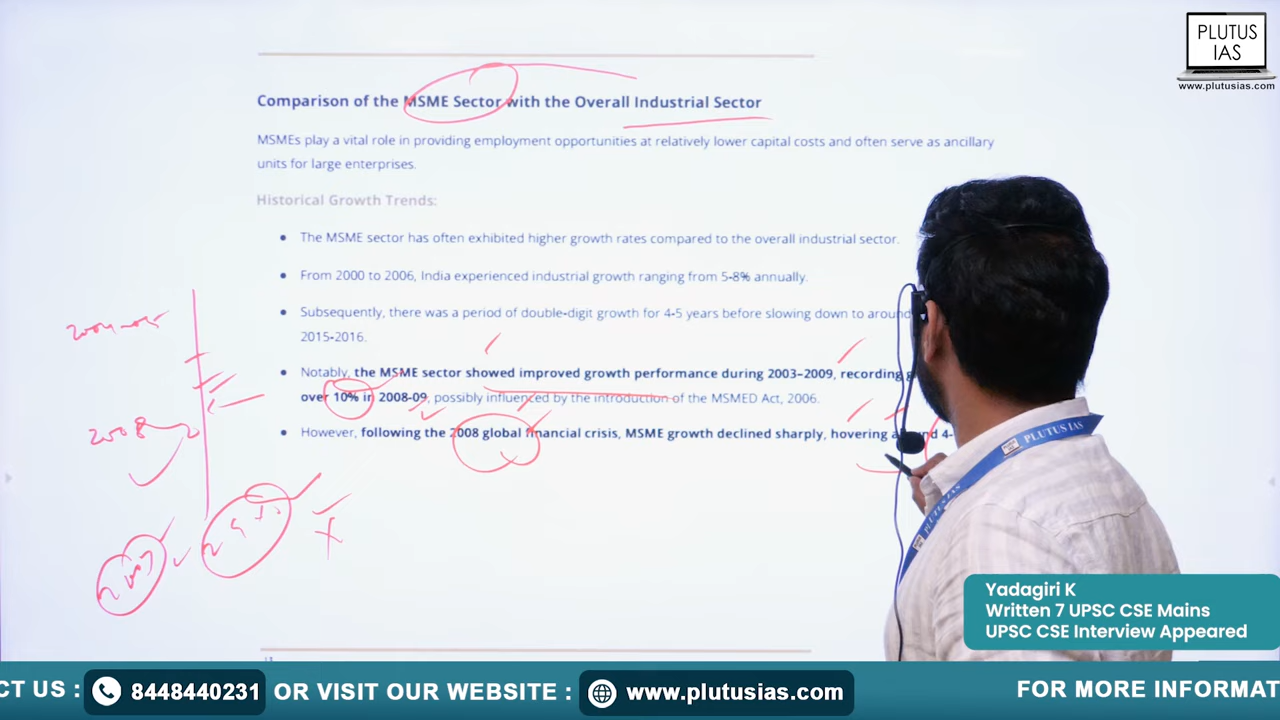 PLUTUS
IAS
www.plutusias.com
Comparison of the MSME Sector with the Overall Industrial Sector
MSMEs play a vital role in providing employment opportunities at relatively lower capital costs and often serve as ancillary
units for large enterprises.
Historical Growth Trends:
• The MSME sector has often exhibited higher growth rates compared to the overall industrial sector.
• From 2000 to 2006, India experienced industrial growth ranging from 5-8% annually.
• Subsequently, there was a period of double-digit growth for 4-5 years before slowing down to around
2015-2016.
• Notably, the MSME sector showed improved growth performance during 2003–2009, recording
over 10% in 2008-09, possibly influenced by the introduction of the MSMED Act, 2006.
• However, following the 2008 global financial crisis, MSME growth declined sharply, hovering 4-
2008
2007
PLUTUS IAS
Yadagiri K
Written 7 UPSC CSE Mains
UPSC CSE Interview Appeared
CT US : 8448440231 OR VISIT OUR WEBSITE : www.plutusias.com FOR MORE INFORMAT